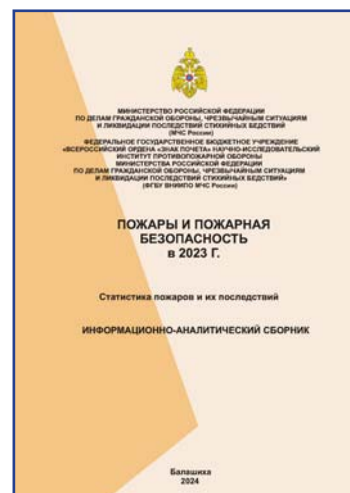 МИНИСТЕРСТВО РОССИЙСКОЙ ФЕДЕРАЦИИ
ПО ДЕЛАМ ГРАЖДАНСКОЙ ОБОРОНЫ, ЧРЕЗВЫЧАЙНЫМ СИТУАЦИЯМ
И ЛИКВИДАЦИИ ПОСЛЕДСТВИЙ СТИХИЙНЫХ БЕДСТВИЙ
(МЧС России)
ФЕДЕРАЛЬНОЕ ГОСУДАРСТВЕННОЕ БЮДЖЕТНОЕ УЧРЕЖДЕНИЕ
«ВСЕРОССИЙСКИЙ ОРДЕНА «ЗНАК ПОЧЕТА» НАУЧНО-ИССЛЕДОВАТЕЛЬСКИЙ
ИНСТИТУТ ПРОТИВОПОЖАРНОЙ ОБОРОНЫ
МИНИСТЕРСТВА РОССИЙСКОЙ ФЕДЕРАЦИИ
ПО ДЕЛАМ ГРАЖДАНСКОЙ ОБОРОНЫ, ЧРЕЗВЫЧАЙНЫМ СИТУАЦИЯМ
И ЛИКВИДАЦИИ ПОСЛЕДСТВИЙ СТИХИЙНЫХ БЕДСТВИЙ»
(ФГБУ ВНИИПО МЧС России)
ПОЖАРЫ И ПОЖАРНАЯ
БЕЗОПАСНОСТЬ
в 2023 Г.
Статистика пожаров и их последствий
ИНФОРМАЦИОННО-АНАЛИТИЧЕСКИЙ СБОРНИК
Балашиха
2024